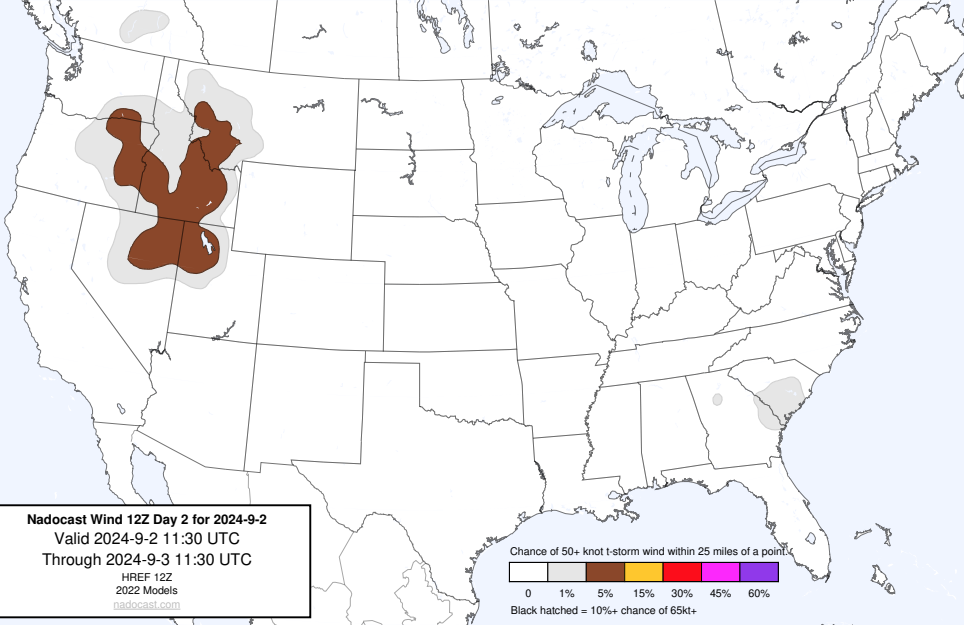 Nadocast Wind 12Z Day 2 for 2024-9-2
Valid 2024-9-2 11:30 UTC
Through 2024-9-3 11:30 UTC
HREF 12Z
2022 Models
nadocast.com
Chance of 50+ knot t-storm wind within 25 miles of a point.
0 1% 5% 15% 30% 45% 60%
Black hatched = 10%+ chance of 65kt+